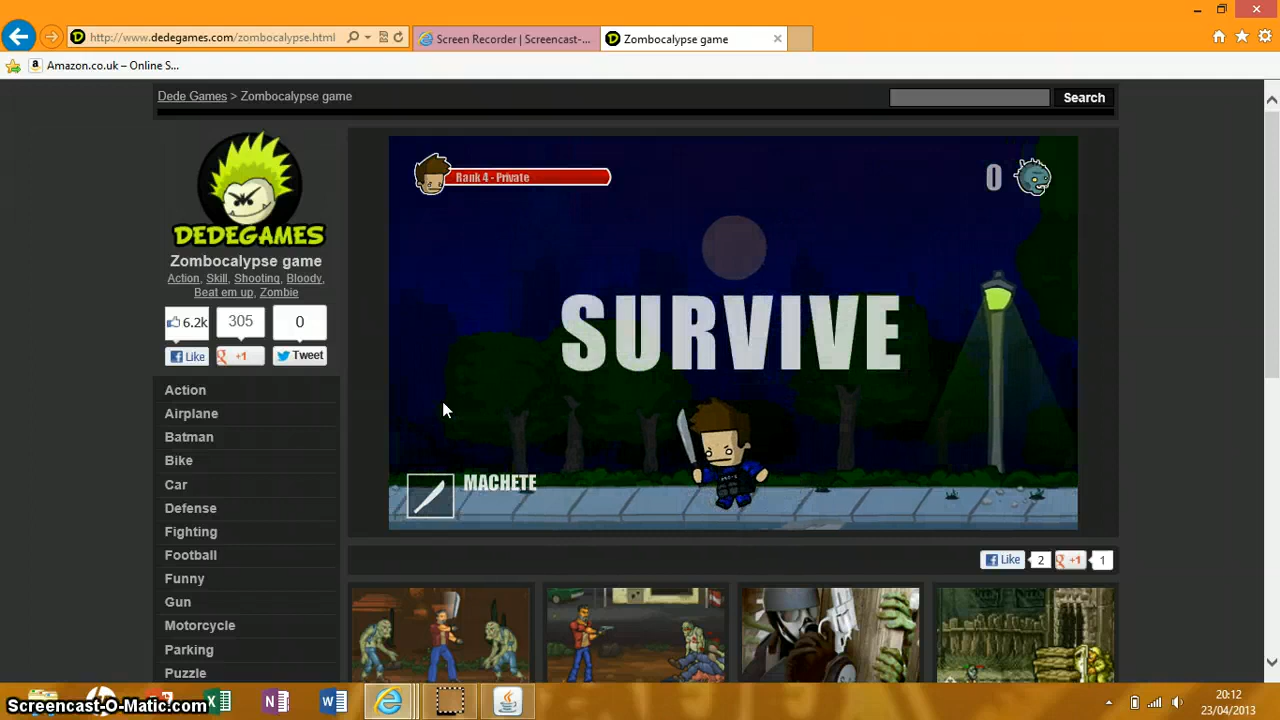 http://www.dedegames.com/zombocalypse.html
Screen Recorder | Screencast-...
Zombocalypse game
Amazon.co.uk – Online S...
Dede Games > Zombocalypse game
Search
DEDEGAMES
Zombocalypse game
Action, Skill, Shooting, Bloody,
Beat em up, Zombie
6.2k
305
0
Like
+1
Tweet
Action
Airplane
Batman
Bike
Car
Defense
Fighting
Football
Funny
Gun
Motorcycle
Parking
Puzzle
Rank 4 - Private
0
SURVIVE
MACHETE
Like
2
+1
1
Screencast-O-Matic.com
20:12
23/04/2013